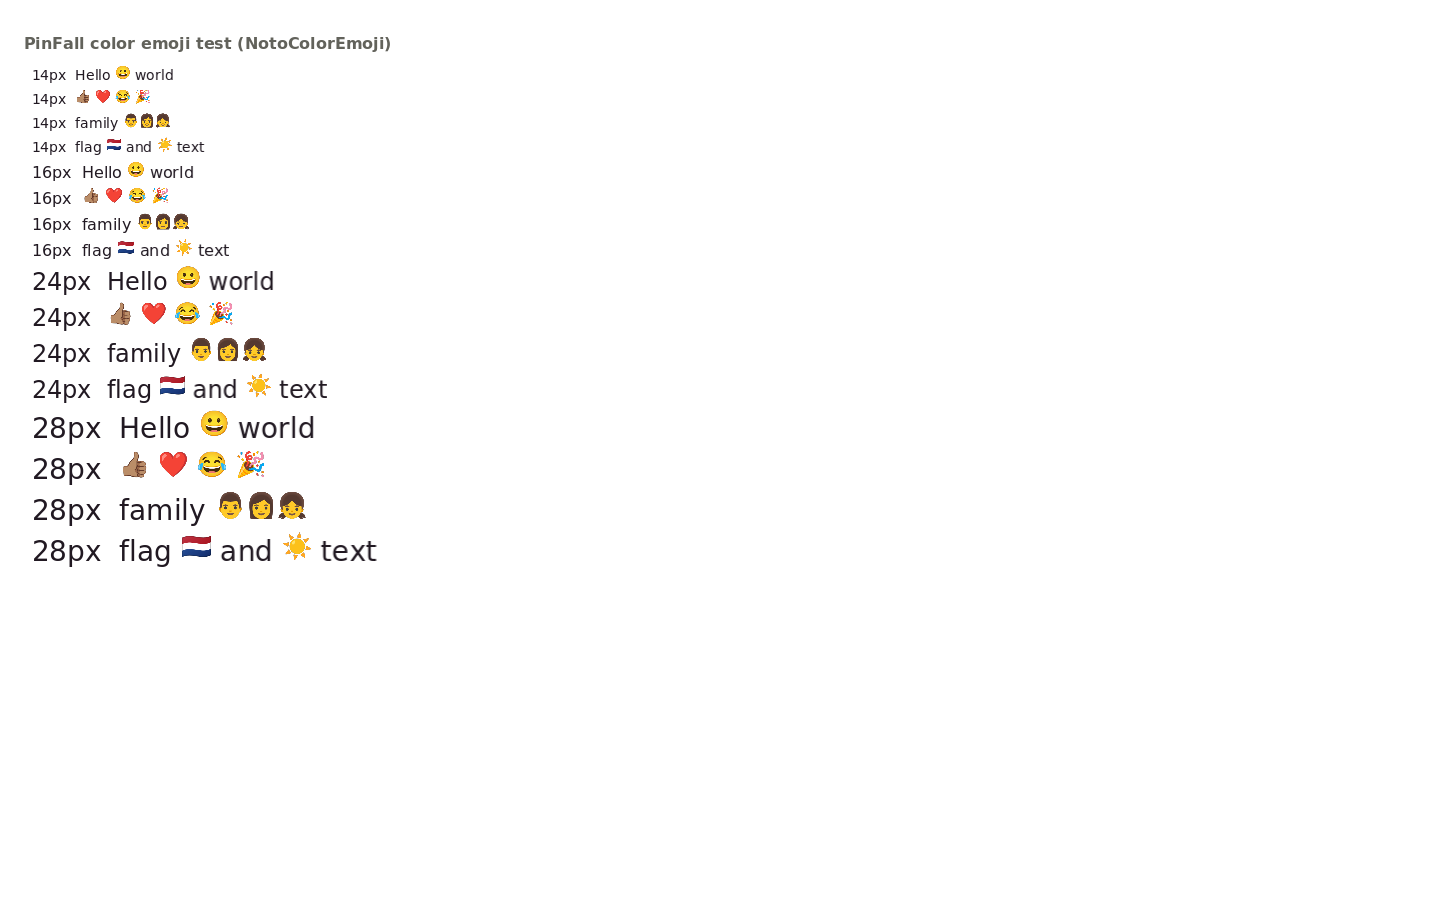 PinFall color emoji test (NotoColorEmoji)
14px Hello 😀 world
14px 👍🏽 ❤️ 😂 🎉
14px family 👨👩👧
14px flag 🇳🇱 and ☀️ text
16px Hello 😀 world
16px 👍🏽 ❤️ 😂 🎉
16px family 👨👩👧
16px flag 🇳🇱 and ☀️ text
24px Hello 😀 world
24px 👍🏽 ❤️ 😂 🎉
24px family 👨👩👧
24px flag 🇳🇱 and ☀️ text
28px Hello 😀 world
28px 👍🏽 ❤️ 😂 🎉
28px family 👨👩👧
28px flag 🇳🇱 and ☀️ text